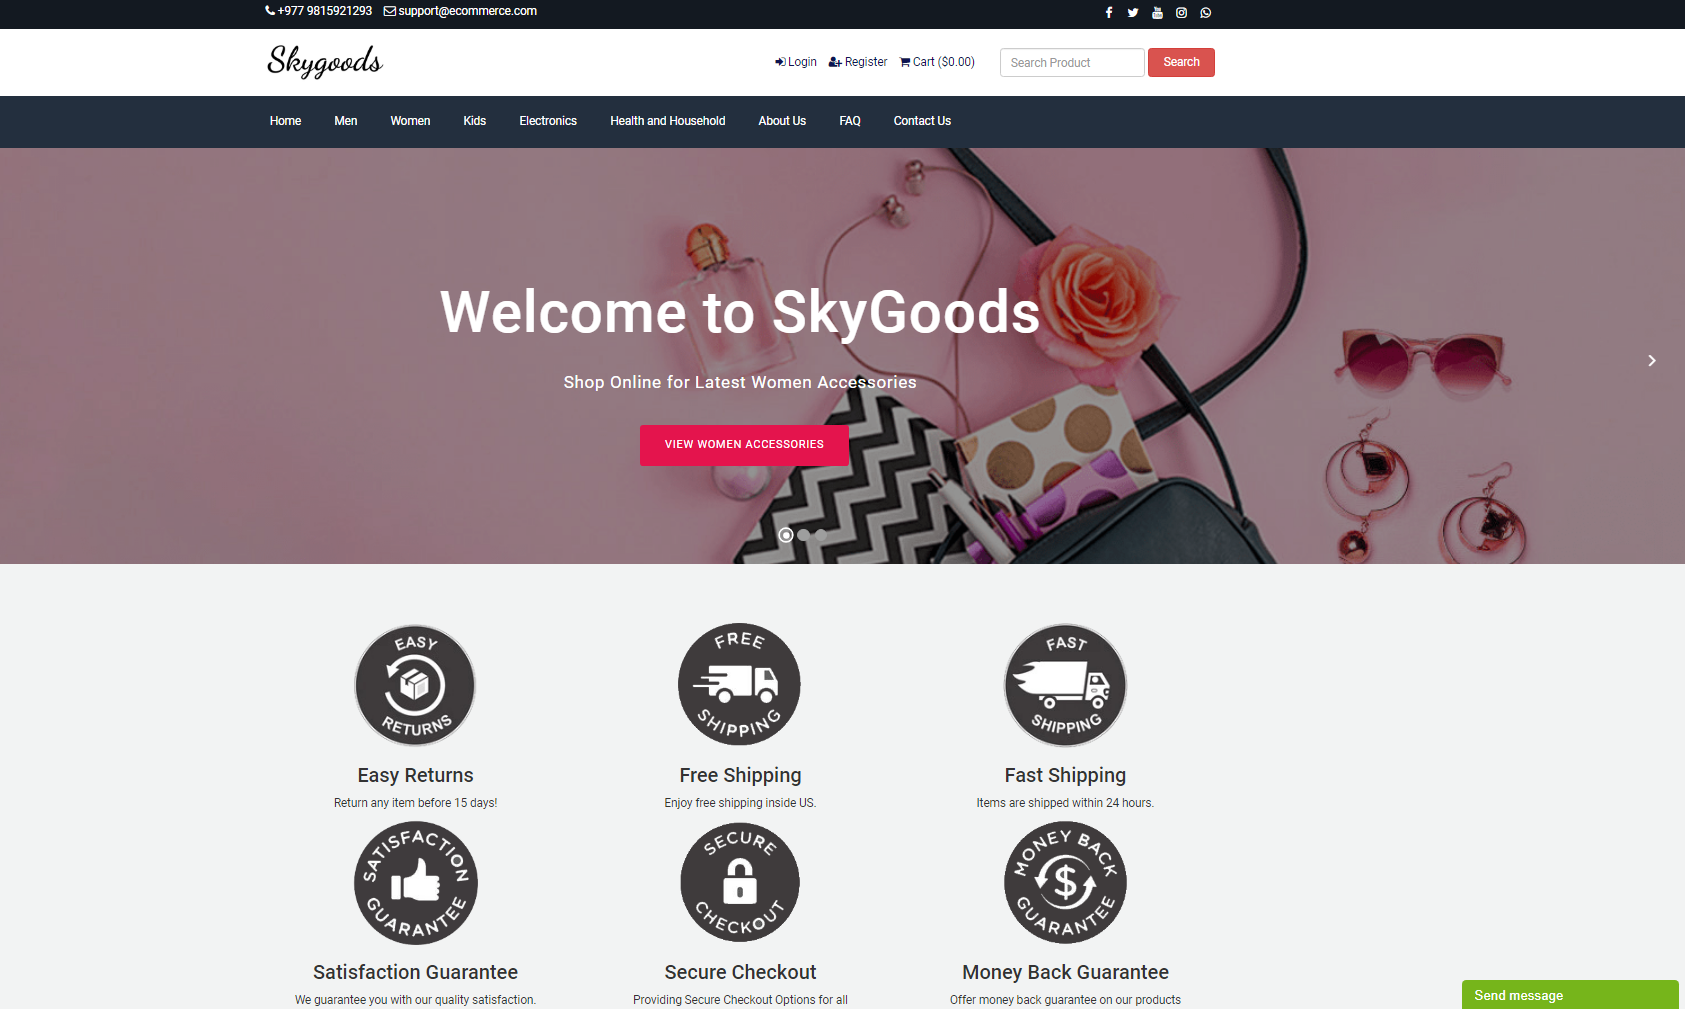 +977 9815921293 support@ecommerce.com
Skygoods
Login Register Cart ($0.00) Search Product Search
Home Men Women Kids Electronics Health and Household About Us FAQ Contact Us
Welcome to SkyGoods
Shop Online for Latest Women Accessories
VIEW WOMEN ACCESSORIES
EASY RETURNS
FREE SHIPPING
FAST SHIPPING
Easy Returns
Return any item before 15 days!
Free Shipping
Enjoy free shipping inside US.
Fast Shipping
Items are shipped within 24 hours.
SATISFACTION GUARANTEE
SECURE CHECKOUT
MONEY BACK GUARANTEE
Satisfaction Guarantee
We guarantee you with our quality satisfaction.
Secure Checkout
Providing Secure Checkout Options for all
Money Back Guarantee
Offer money back guarantee on our products
Send message